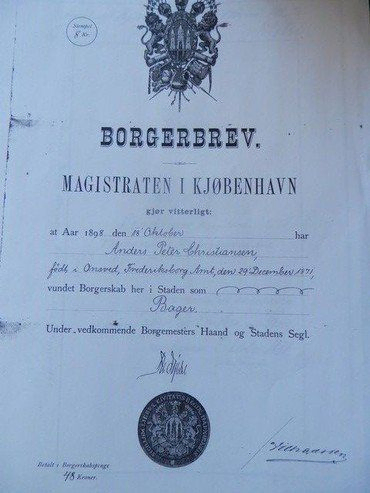 Stempel
8 Kr.
BORGERBREV.
MAGISTRATEN I KJØBENHAVN
gjør vitterligt:
at Aar 1898 den 18 Oktober har
Anders Peter Christiansen,
født i Onsved, Frederiksborg Amt, den 29 December 1871,
vundet Borgerskab her i Staden som
Bager.
Under vedkommende Borgemesters Haand og Stadens Segl.
Betalt i Borgerskabspenge
48 Kroner.